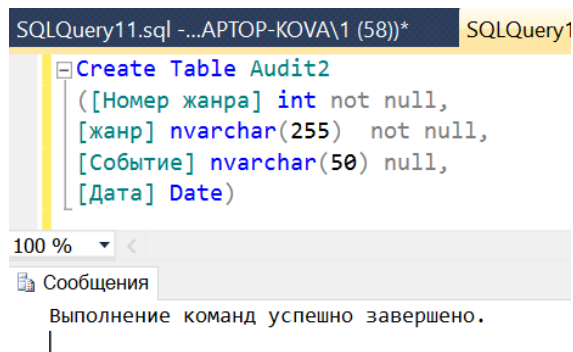 SQLQuery11.sql -...APTOP-KOVA\1 (58))*
SQLQuery1
Create Table Audit2
([Номер жанра] int not null,
[жанр] nvarchar(255)  not null,
[Событие] nvarchar(50) null,
[Дата] Date)
100 %
Сообщения
Выполнение команд успешно завершено.